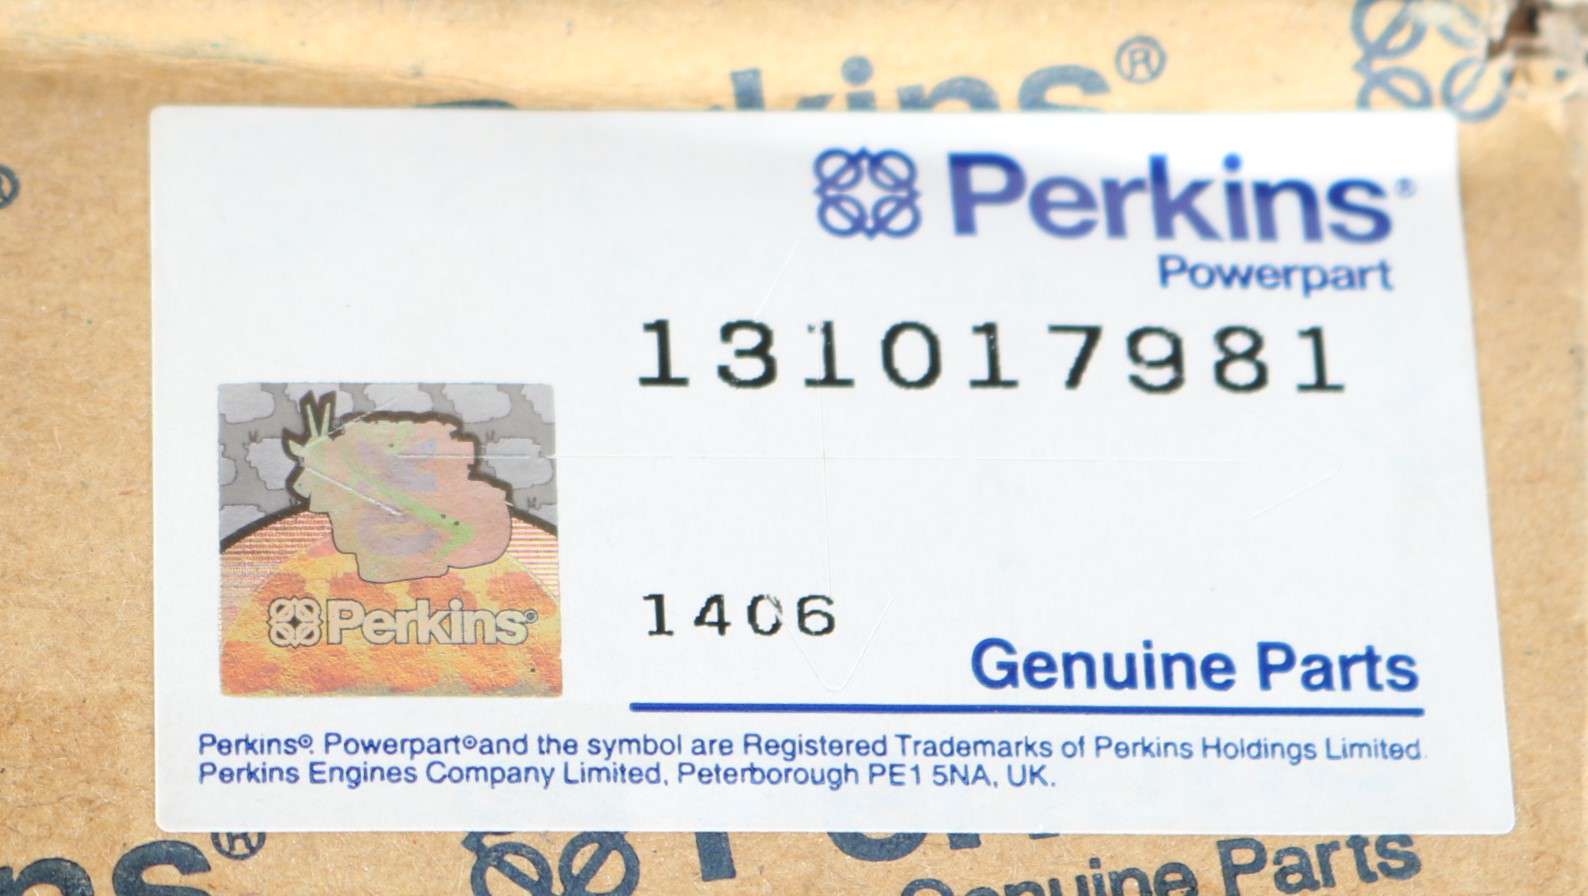 Perkins®
Perkins®
Powerpart
131017981
Perkins®
1406
Genuine Parts
Perkins®. Powerpart® and the symbol are Registered Trademarks of Perkins Holdings Limited.
Perkins Engines Company Limited, Peterborough PE1 5NA, UK.
Genuine Parts